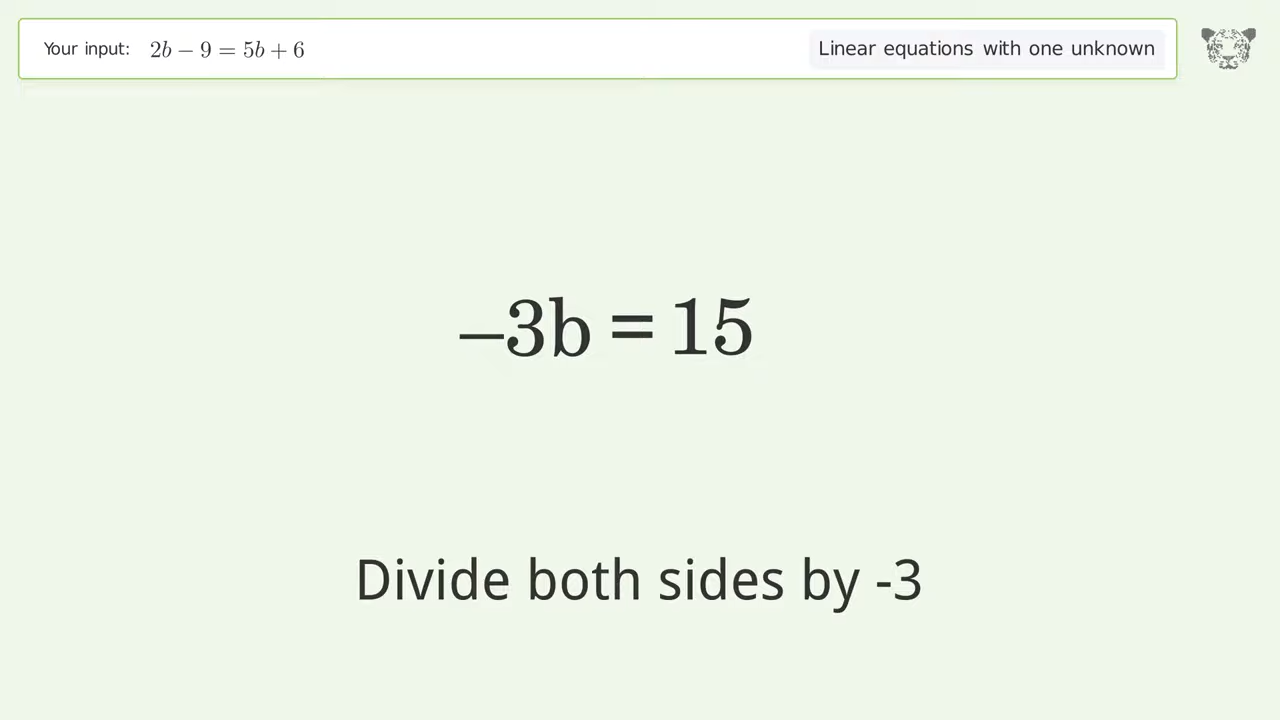 Your input: 2b − 9 = 5b + 6
Linear equations with one unknown
–3b = 15
Divide both sides by -3